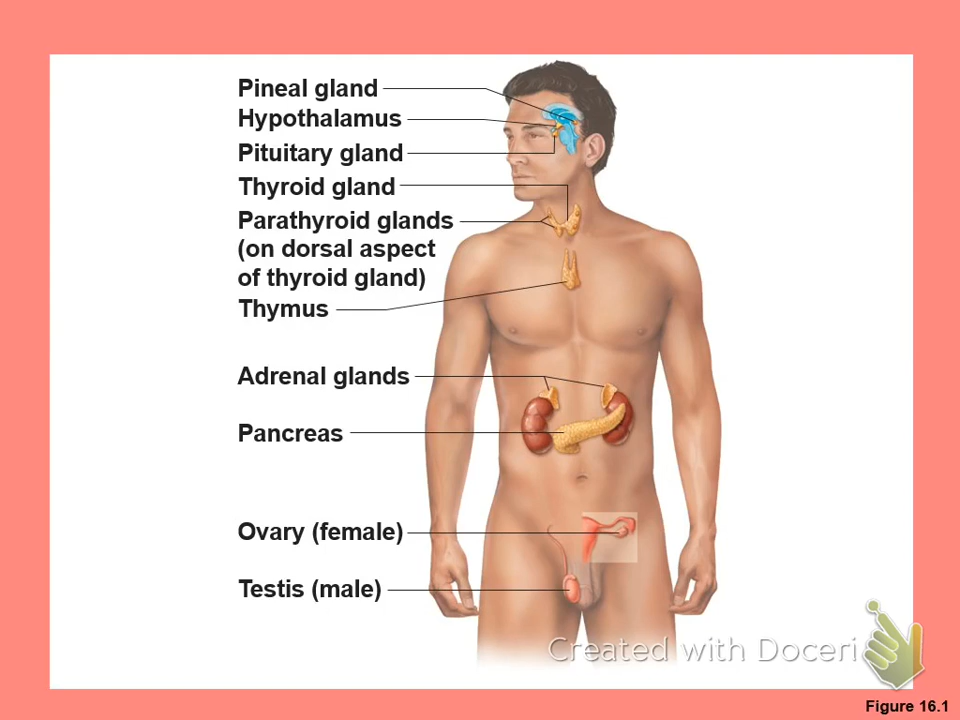 Pineal gland
Hypothalamus
Pituitary gland
Thyroid gland
Parathyroid glands
(on dorsal aspect
of thyroid gland)
Thymus
Adrenal glands
Pancreas
Ovary (female)
Testis (male)
Created with Doceri
Figure 16.1